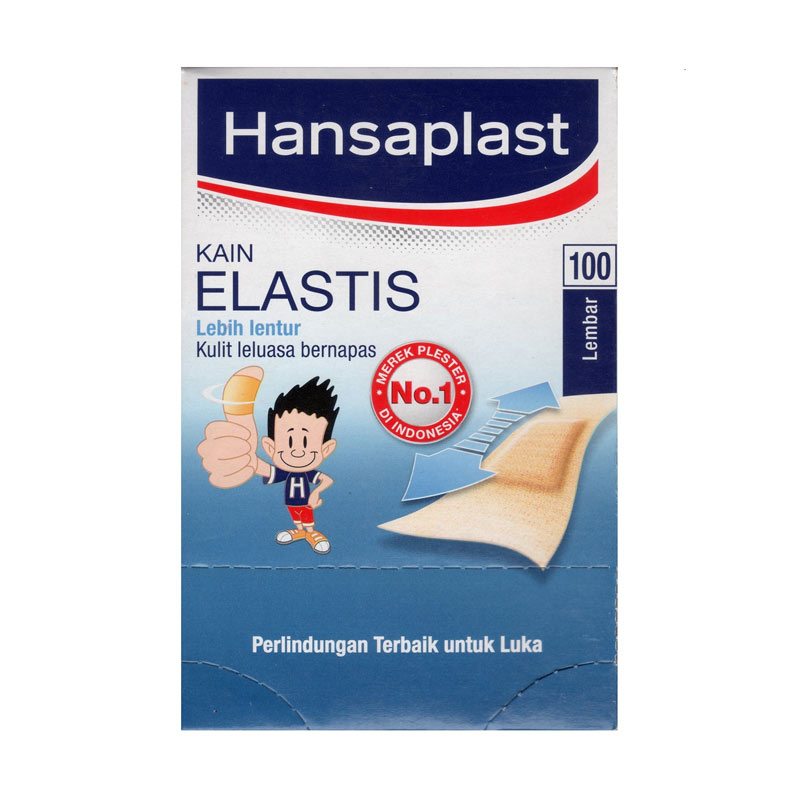 Hansaplast
KAIN
ELASTIS
Lebih lentur
Kulit leluasa bernapas
100
Lembar
MEREK PLESTER
No.1
DI INDONESIA*
H
Perlindungan Terbaik untuk Luka